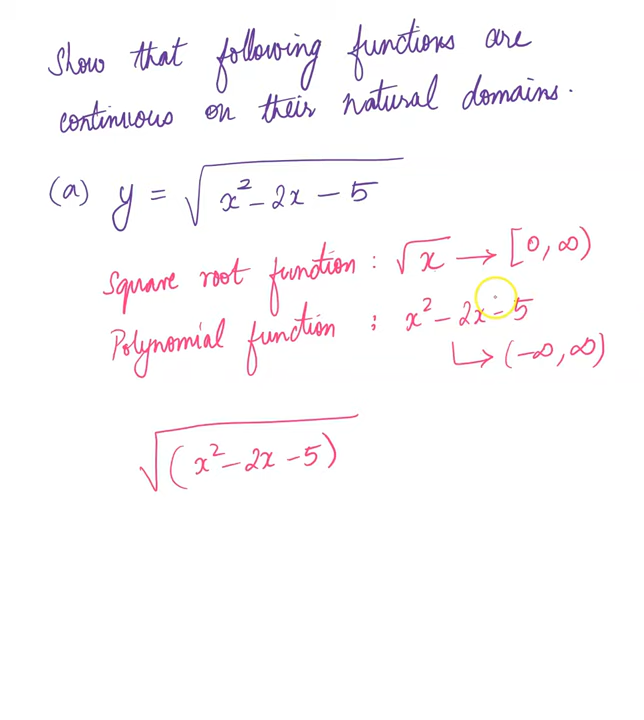 Show that following functions are
continuous on their natural domains.
(a) y = √(x² - 2x - 5)
Square root function : √x → [0, ∞)
Polynomial function : x² - 2x - 5
↳ (-∞, ∞)
√(x² - 2x - 5)